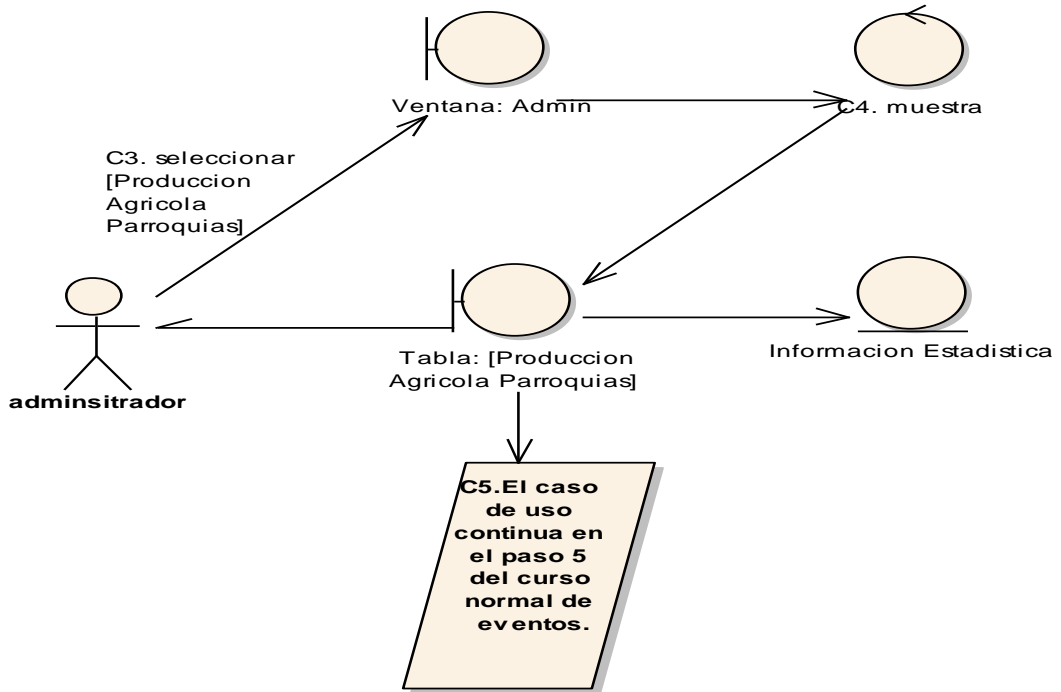 Ventana: Admin
C4. muestra
C3. seleccionar
[Produccion
Agricola
Parroquias]
adminsitrador
Tabla: [Produccion
Agricola Parroquias]
Informacion Estadistica
C5.El caso
de uso
continua en
el paso 5
del curso
normal de
eventos.